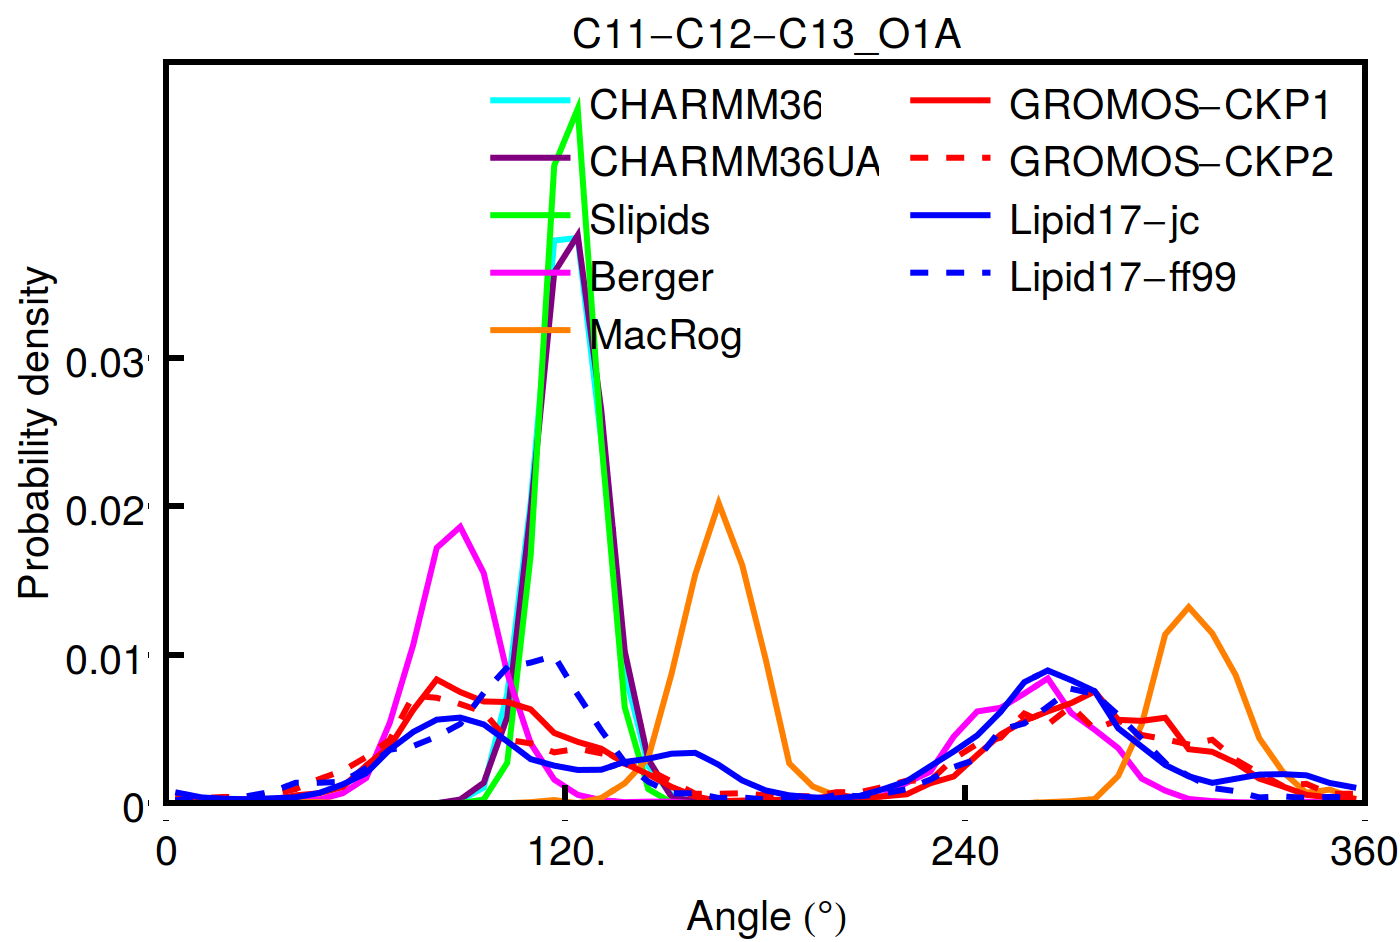 C11−C12−C13_O1A
CHARMM36
CHARMM36UA
Slipids
Berger
MacRog
GROMOS−CKP1
GROMOS−CKP2
Lipid17−jc
Lipid17−ff99
Probability density
0.03
0.02
0.01
0
0 120. 240 360
Angle (°)